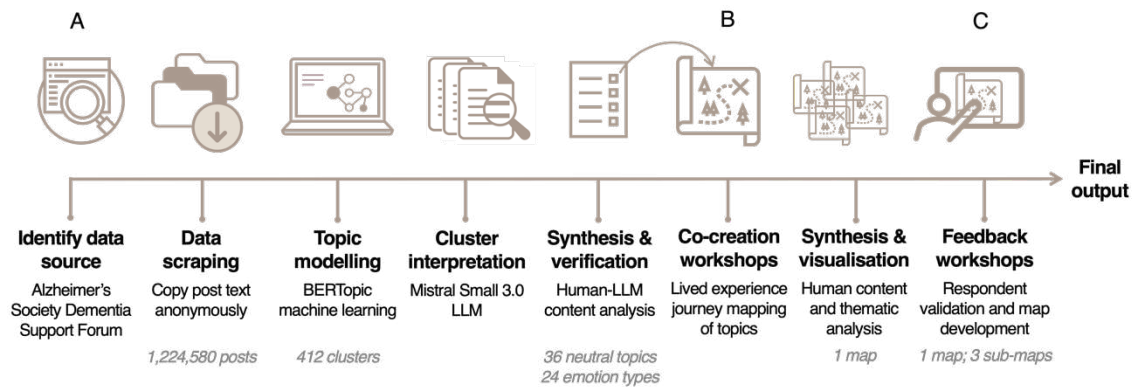 A
B
C
Final
output
Identify data
source
Alzheimer's
Society Dementia
Support Forum
Data
scraping
Copy post text
anonymously
1,224,580 posts
Topic
modelling
BERTopic
machine learning
412 clusters
Cluster
interpretation
Mistral Small 3.0
LLM
Synthesis &
verification
Human-LLM
content analysis
36 neutral topics
24 emotion types
Co-creation
workshops
Lived experience
journey mapping
of topics
Synthesis &
visualisation
Human content
and thematic
analysis
1 map
Feedback
workshops
Respondent
validation and map
development
1 map; 3 sub-maps